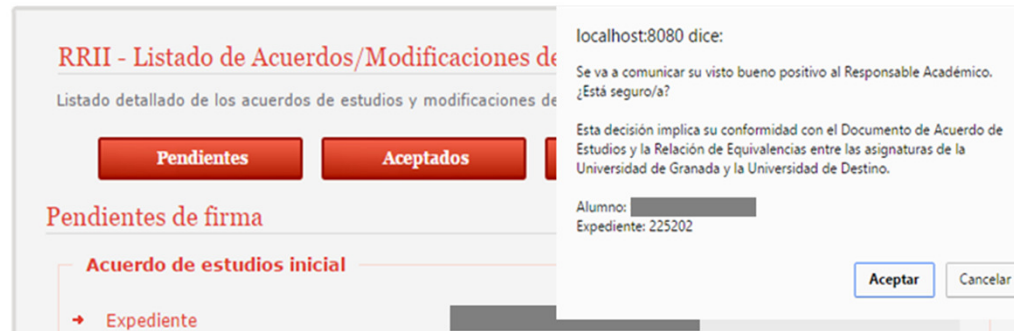 RRII - Listado de Acuerdos/Modificaciones de
Listado detallado de los acuerdos de estudios y modificaciones de
Pendientes
Aceptados
Pendientes de firma
Acuerdo de estudios inicial
Expediente
localhost:8080 dice:
Se va a comunicar su visto bueno positivo al Responsable Académico.
¿Está seguro/a?
Esta decisión implica su conformidad con el Documento de Acuerdo de
Estudios y la Relación de Equivalencias entre las asignaturas de la
Universidad de Granada y la Universidad de Destino.
Alumno:
Expediente: 225202
Aceptar
Cancelar